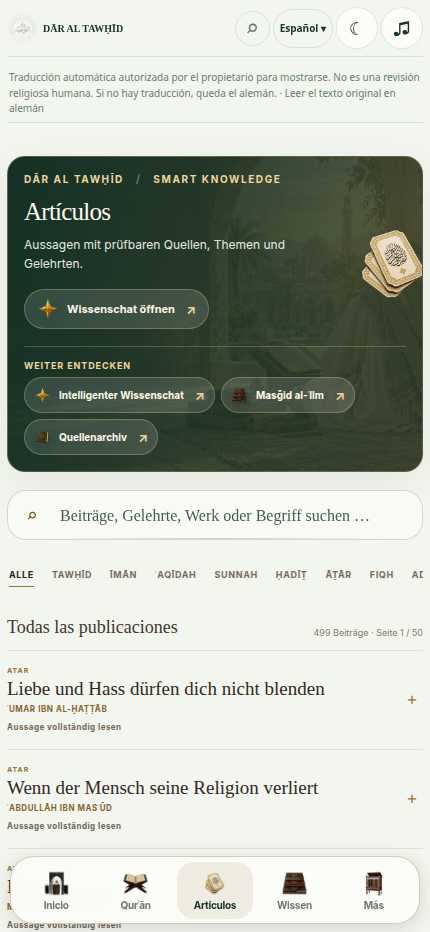 DĀR AL TAWḤĪD
Español ▾
Traducción automática autorizada por el propietario para mostrarse. No es una revisión
religiosa humana. Si no hay traducción, queda el alemán. · Leer el texto original en
alemán
DĀR AL TAWḤĪD / SMART KNOWLEDGE
Artículos
Aussagen mit prüfbaren Quellen, Themen und
Gelehrten.
Wissenschat öffnen
WEITER ENTDECKEN
Intelligenter Wissenschat
Masǧid al-ʿIlm
Quellenarchiv
Beiträge, Gelehrte, Werk oder Begriff suchen …
ALLE TAWḤĪD ĪMĀN ʿAQĪDAH SUNNAH ḤADĪṮ ĀṮĀR FIQH
Todas las publicaciones
499 Beiträge · Seite 1 / 50
ATAR
Liebe und Hass dürfen dich nicht blenden
ʿUMAR IBN AL-ḪAṬṬĀB
Aussage vollständig lesen
ATAR
Wenn der Mensch seine Religion verliert
ʿABDULLĀH IBN MASʿŪD
Aussage vollständig lesen
Inicio
Qurʾān
Artículos
Wissen
Más
Aussage vollständig lesen